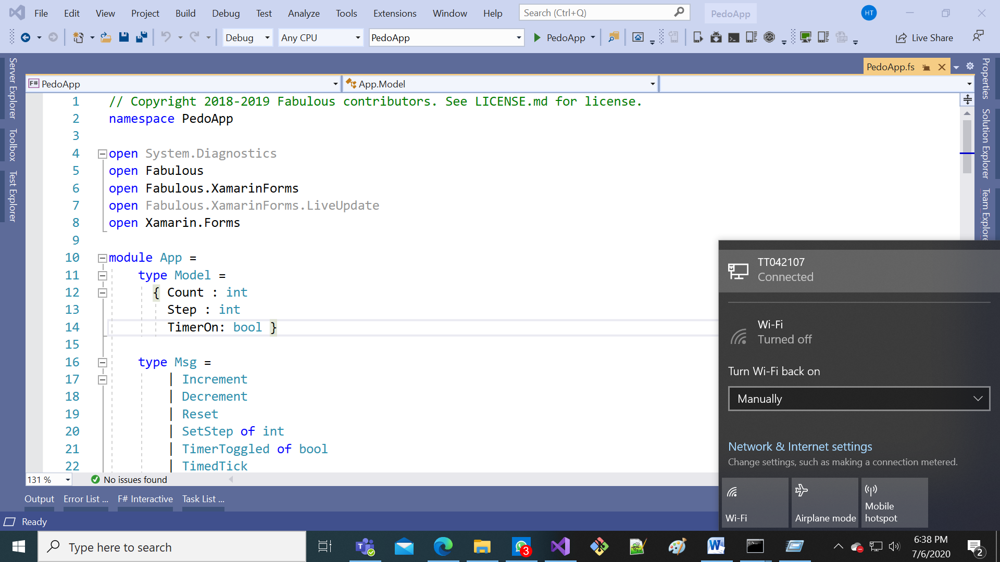 File Edit View Project Build Debug Test Analyze Tools Extensions Window Help Search (Ctrl+Q) PedoApp HT
Debug Any CPU PedoApp PedoApp Live Share
PedoApp.fs
F# PedoApp App.Model
Server Explorer
Toolbox
Test Explorer
Properties
Solution Explorer
Team Explore
1 // Copyright 2018-2019 Fabulous contributors. See LICENSE.md for license.
2 namespace PedoApp
3
4 open System.Diagnostics
5 open Fabulous
6 open Fabulous.XamarinForms
7 open Fabulous.XamarinForms.LiveUpdate
8 open Xamarin.Forms
9
10 module App =
11 type Model =
12 { Count : int
13 Step : int
14 TimerOn: bool }
15
16 type Msg =
17 | Increment
18 | Decrement
19 | Reset
20 | SetStep of int
21 | TimerToggled of bool
22 | TimedTick
131 % No issues found
Output Error List ... F# Interactive Task List ...
Ready
TT042107
Connected
Wi-Fi
Turned off
Turn Wi-Fi back on
Manually
Network & Internet settings
Change settings, such as making a connection metered.
Wi-Fi
Airplane mode
Mobile
hotspot
Type here to search
3
6:38 PM
7/6/2020
2